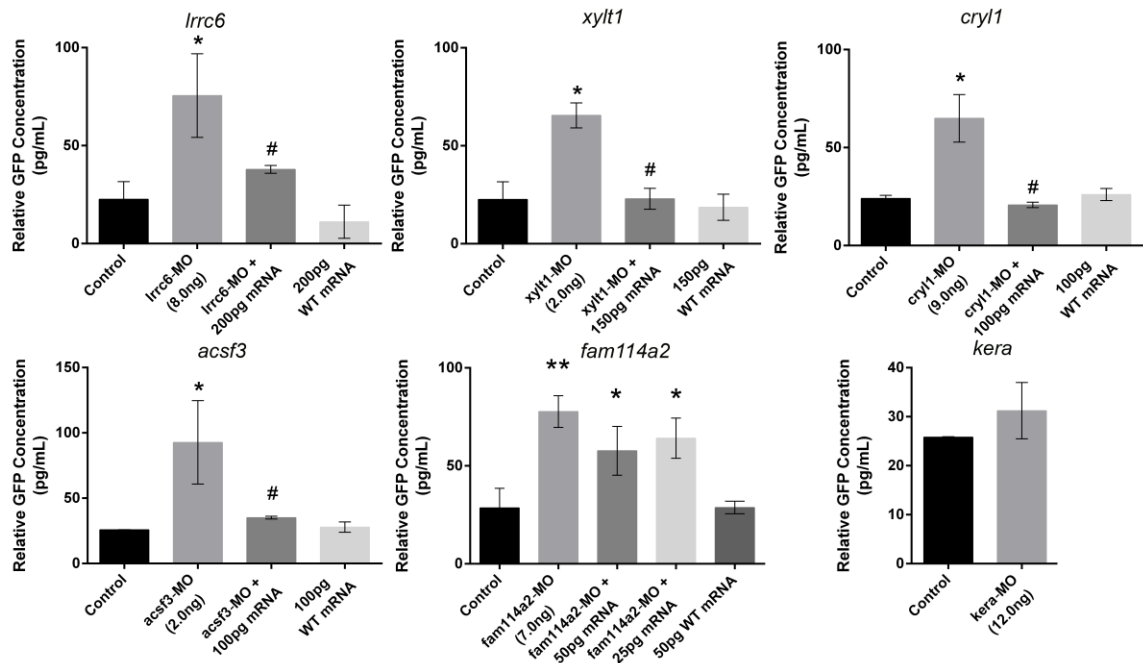 lrrc6
Relative GFP Concentration
(pg/mL)
100
50
0
*
#
Control
lrrc6-MO
(8.0ng)
lrrc6-MO +
200pg mRNA
200pg
WT mRNA
xylt1
Relative GFP Concentration
(pg/mL)
100
50
0
*
#
Control
xylt1-MO
(2.0ng)
xylt1-MO +
150pg mRNA
150pg
WT mRNA
cryl1
Relative GFP Concentration
(pg/mL)
100
50
0
*
#
Control
cryl1-MO
(9.0ng)
cryl1-MO +
100pg mRNA
100pg
WT mRNA
acsf3
Relative GFP Concentration
(pg/mL)
150
100
50
0
*
#
Control
acsf3-MO
(2.0ng)
acsf3-MO +
100pg mRNA
100pg
WT mRNA
fam114a2
Relative GFP Concentration
(pg/mL)
100
50
0
**
*
*
Control
fam114a2-MO
(7.0ng)
fam114a2-MO +
50pg mRNA
fam114a2-MO +
25pg mRNA
50pg WT mRNA
kera
Relative GFP Concentration
(pg/mL)
40
30
20
10
0
Control
kera-MO
(12.0ng)